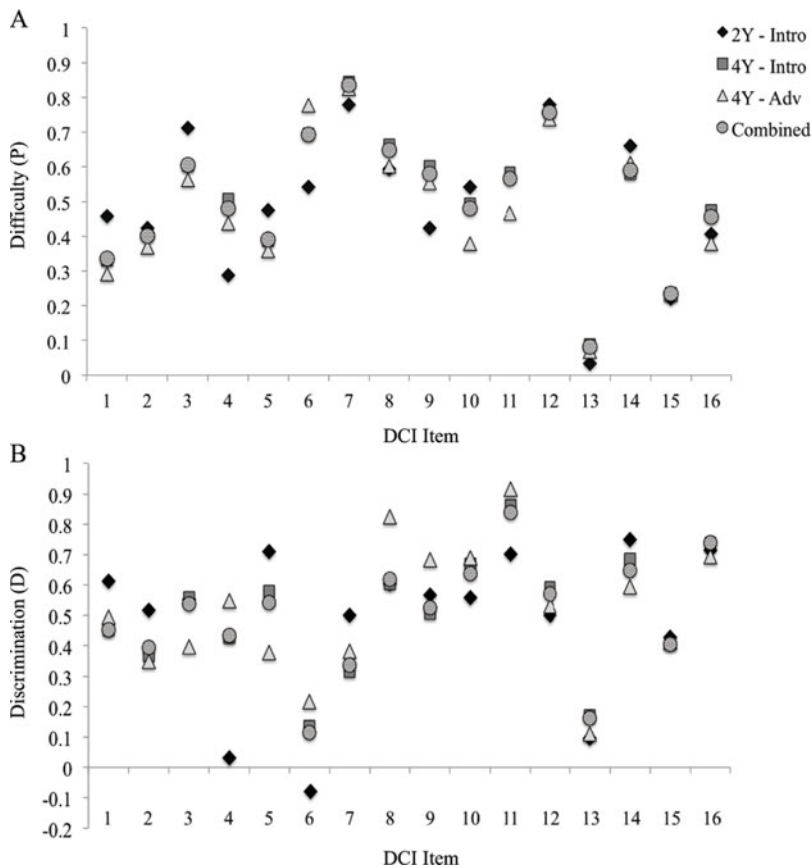 A
1
0.9
0.8
0.7
0.6
0.5
0.4
0.3
0.2
0.1
0
Difficulty (P)
1 2 3 4 5 6 7 8 9 10 11 12 13 14 15 16
DCI Item
2Y - Intro
4Y - Intro
4Y - Adv
Combined
B
1
0.9
0.8
0.7
0.6
0.5
0.4
0.3
0.2
0.1
0
-0.1
-0.2
Discrimination (D)
1 2 3 4 5 6 7 8 9 10 11 12 13 14 15 16
DCI Item